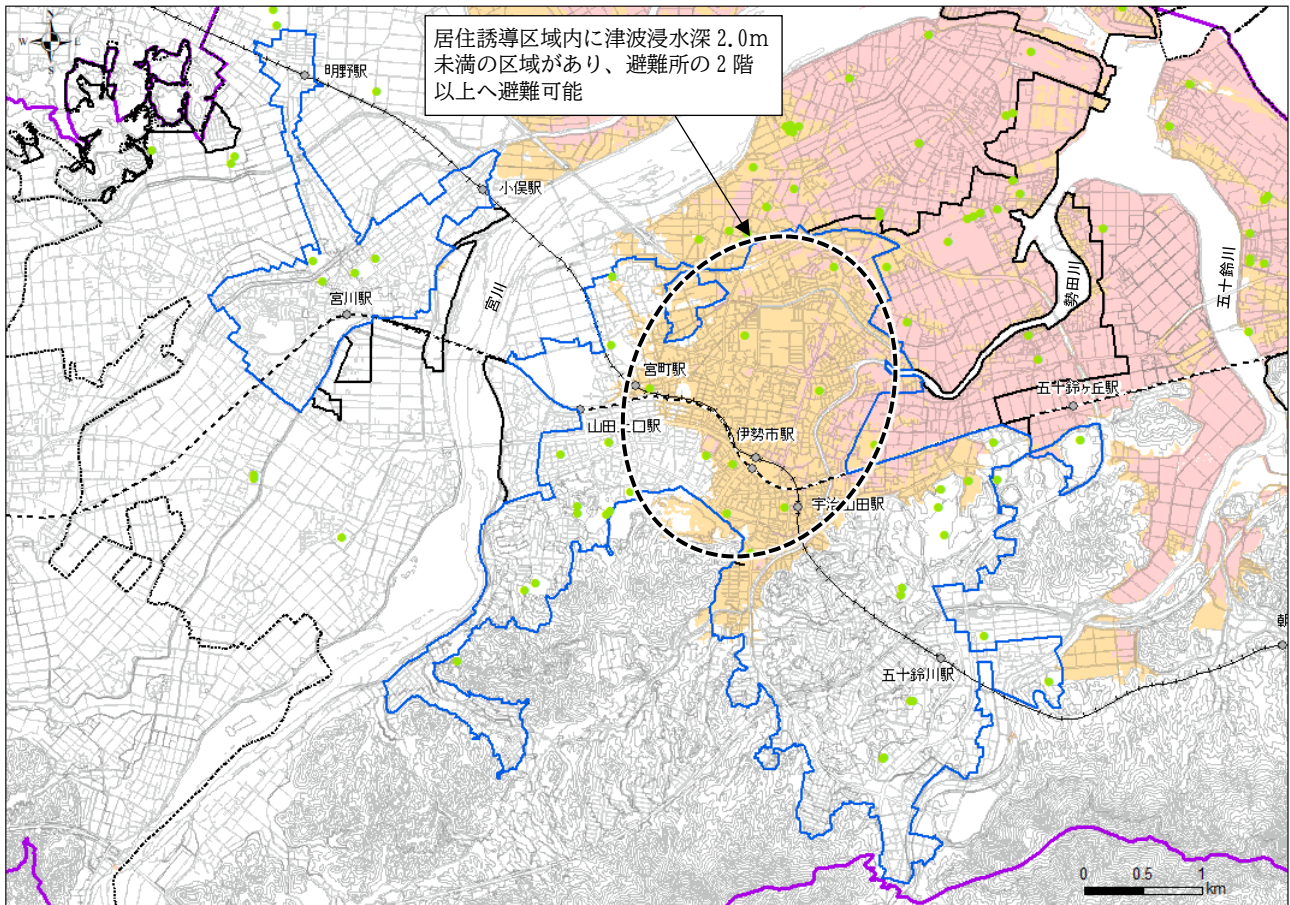 居住誘導区域内に津波浸水深 2.0m
未満の区域があり、避難所の 2 階
以上へ避難可能
N
W
E
S
明野駅
小俣駅
宮川
宮川駅
勢田川
五十鈴川
宮町駅
五十鈴ヶ丘駅
山田上口駅
伊勢市駅
宇治山田駅
朝
五十鈴川駅
0 0.5 1
km